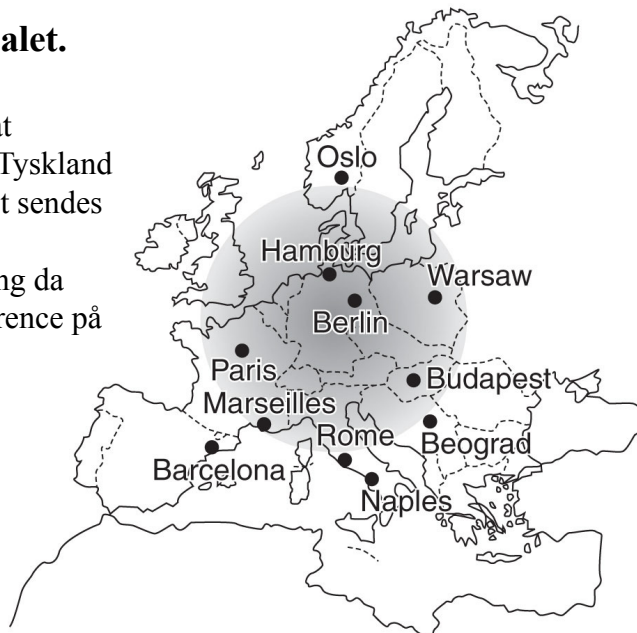 alet.
at
Tyskland
t sendes
ng da
rence på
Oslo
Hamburg
Warsaw
Berlin
Paris
Budapest
Marseilles
Rome
Beograd
Barcelona
Naples